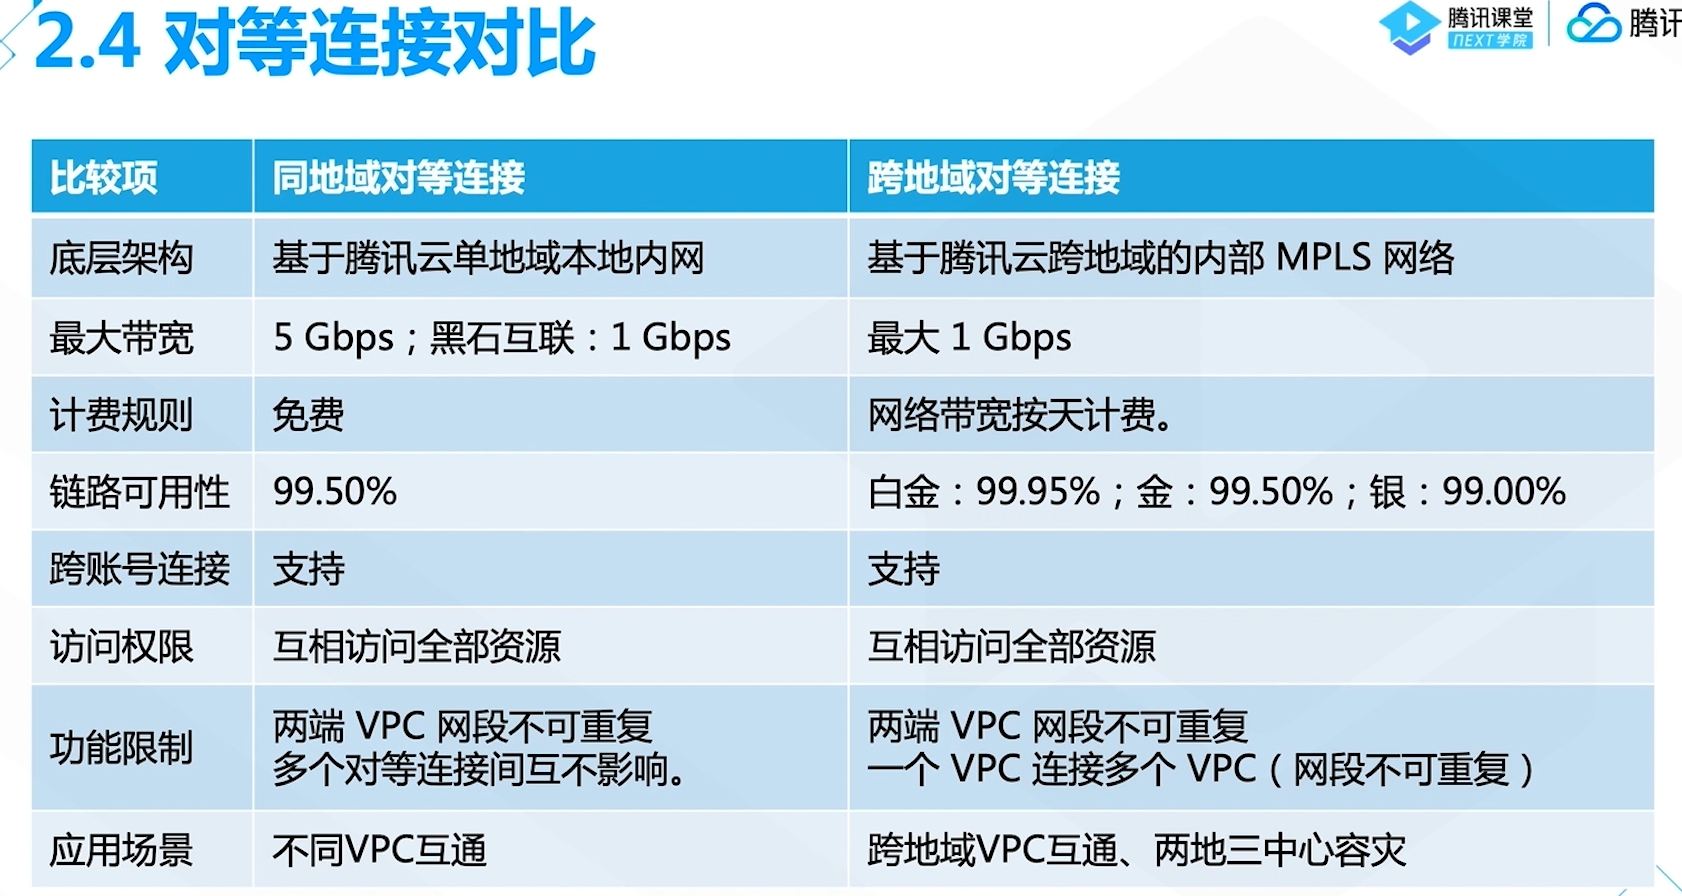 2.4 对等连接对比
腾讯课堂
NEXT学院
腾讯
比较项 同地域对等连接 跨地域对等连接
底层架构 基于腾讯云单地域本地内网 基于腾讯云跨地域的内部 MPLS 网络
最大带宽 5 Gbps；黑石互联：1 Gbps 最大 1 Gbps
计费规则 免费 网络带宽按天计费。
链路可用性 99.50% 白金：99.95%；金：99.50%；银：99.00%
跨账号连接 支持 支持
访问权限 互相访问全部资源 互相访问全部资源
功能限制 两端 VPC 网段不可重复 两端 VPC 网段不可重复
多个对等连接间互不影响。 一个 VPC 连接多个 VPC（网段不可重复）
应用场景 不同VPC互通 跨地域VPC互通、两地三中心容灾